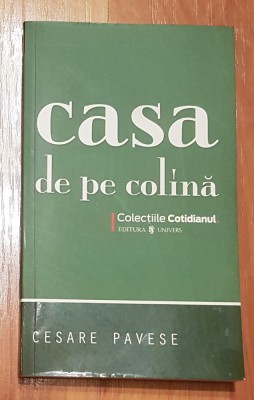 casa
de pe colină
Colecțiile Cotidianul
EDITURA UNIVERS
CESARE PAVESE